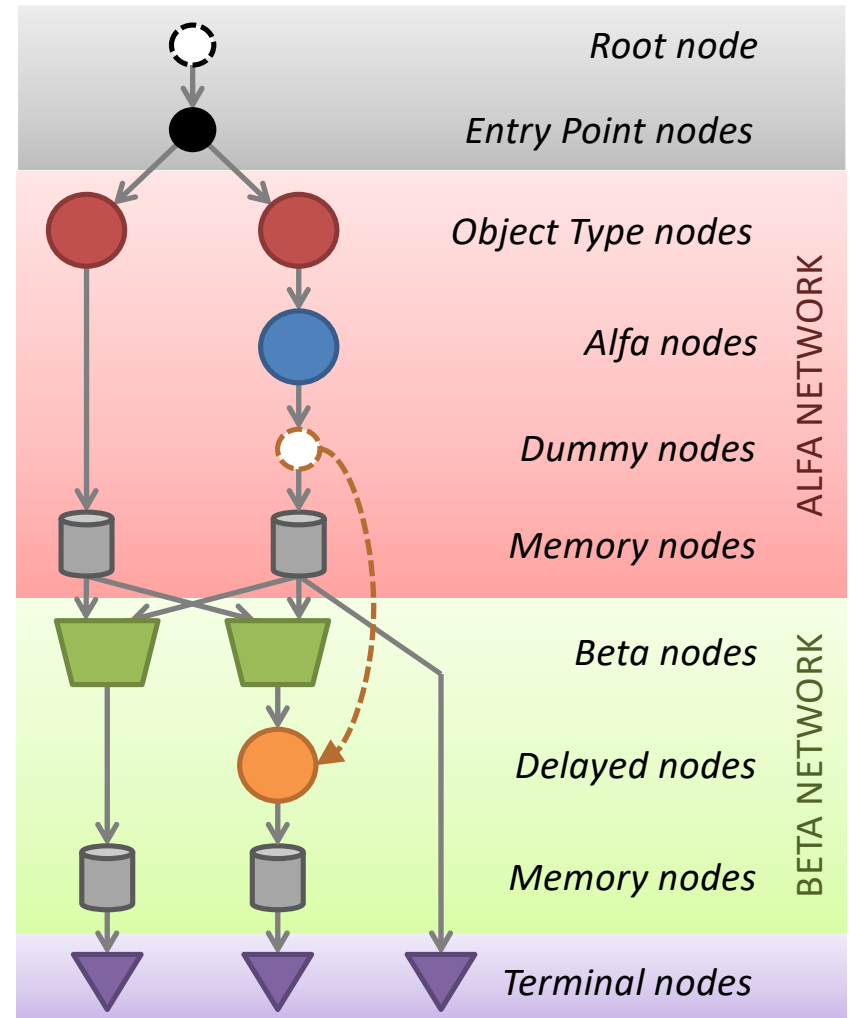 Root node
Entry Point nodes
Object Type nodes
Alfa nodes
Dummy nodes
Memory nodes
ALFA NETWORK
Beta nodes
Delayed nodes
Memory nodes
BETA NETWORK
Terminal nodes